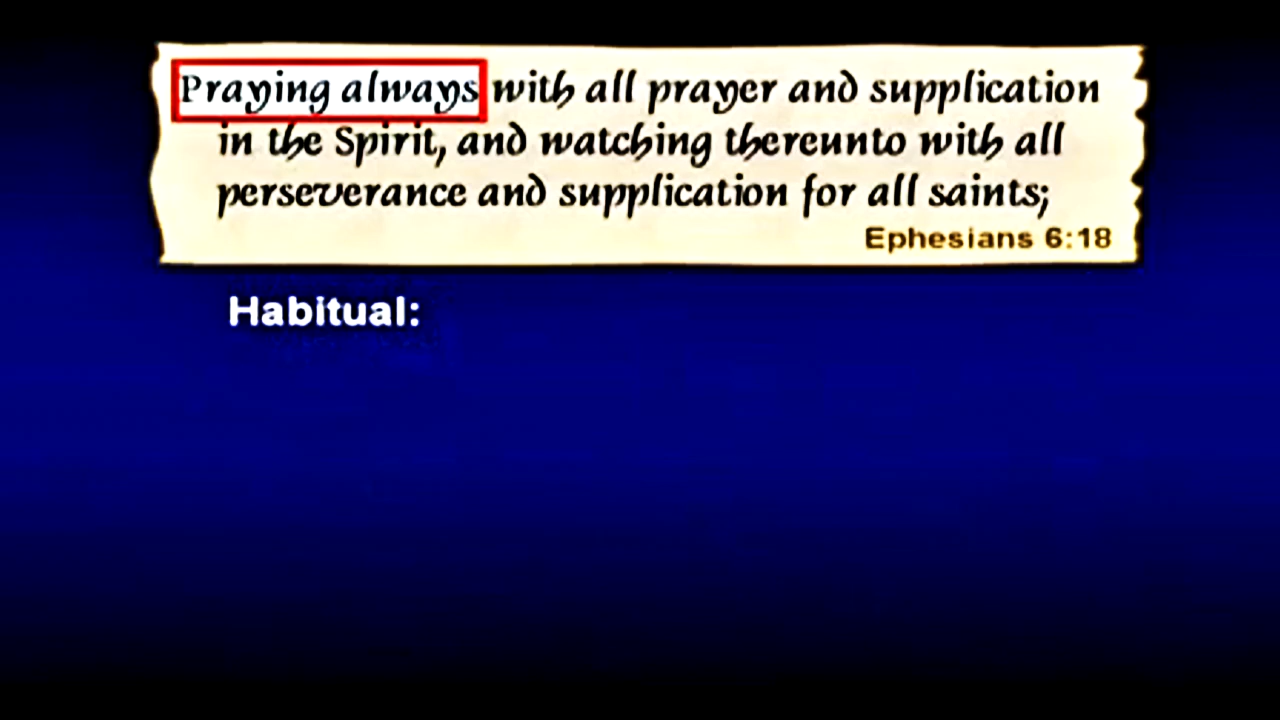 Praying always with all prayer and supplication
in the Spirit, and watching thereunto with all
perseverance and supplication for all saints;
Ephesians 6:18
Habitual: